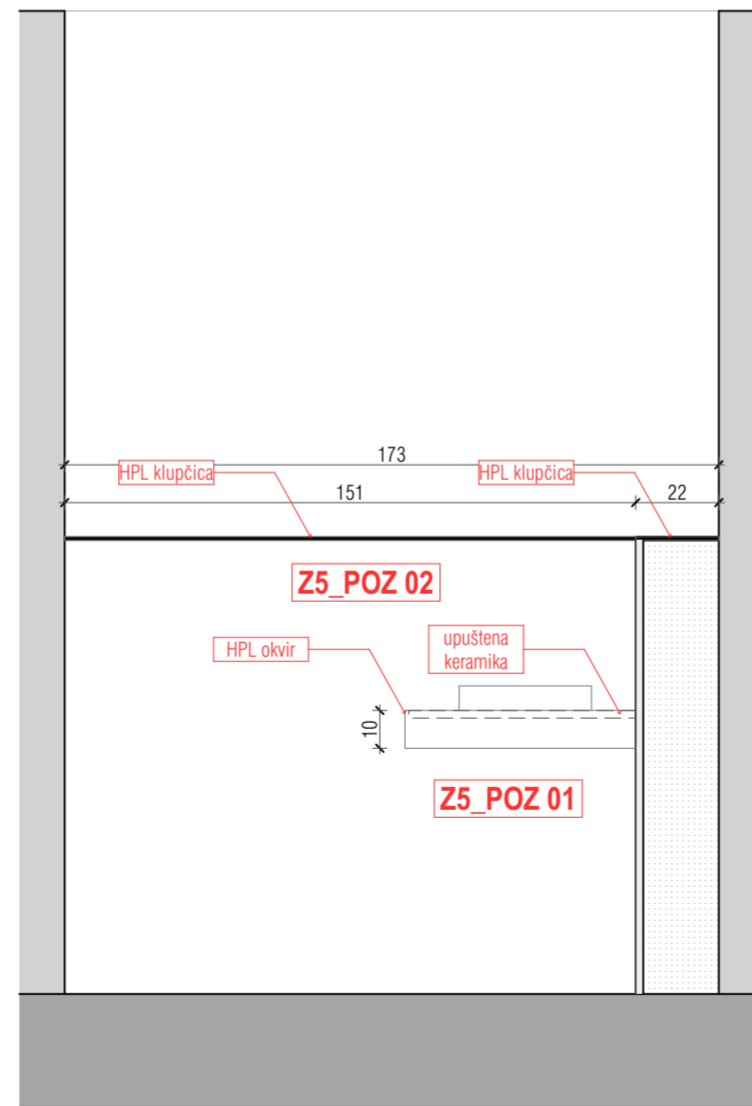 173
HPL klupčica
HPL klupčica
151
22
Z5_POZ 02
HPL okvir
upuštena
keramika
10
Z5_POZ 01